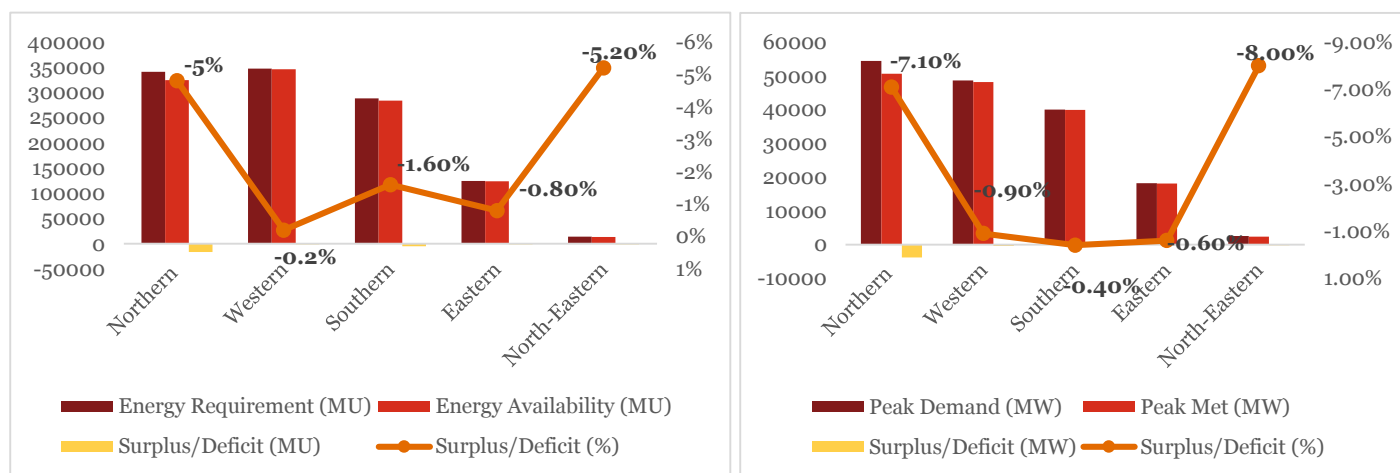 400000
350000
300000
250000
200000
150000
100000
50000
0
-50000
-6%
-5%
-4%
-3%
-2%
-1%
0%
1%
-5%
-0.2%
-1.60%
-0.80%
-5.20%
Northern
Western
Southern
Eastern
North-Eastern
Energy Requirement (MU)
Energy Availability (MU)
Surplus/Deficit (MU)
Surplus/Deficit (%)
60000
50000
40000
30000
20000
10000
0
-10000
-9.00%
-7.00%
-5.00%
-3.00%
-1.00%
1.00%
-7.10%
-0.90%
-0.40%
-0.60%
-8.00%
Northern
Western
Southern
Eastern
North-Eastern
Peak Demand (MW)
Peak Met (MW)
Surplus/Deficit (MW)
Surplus/Deficit (%)